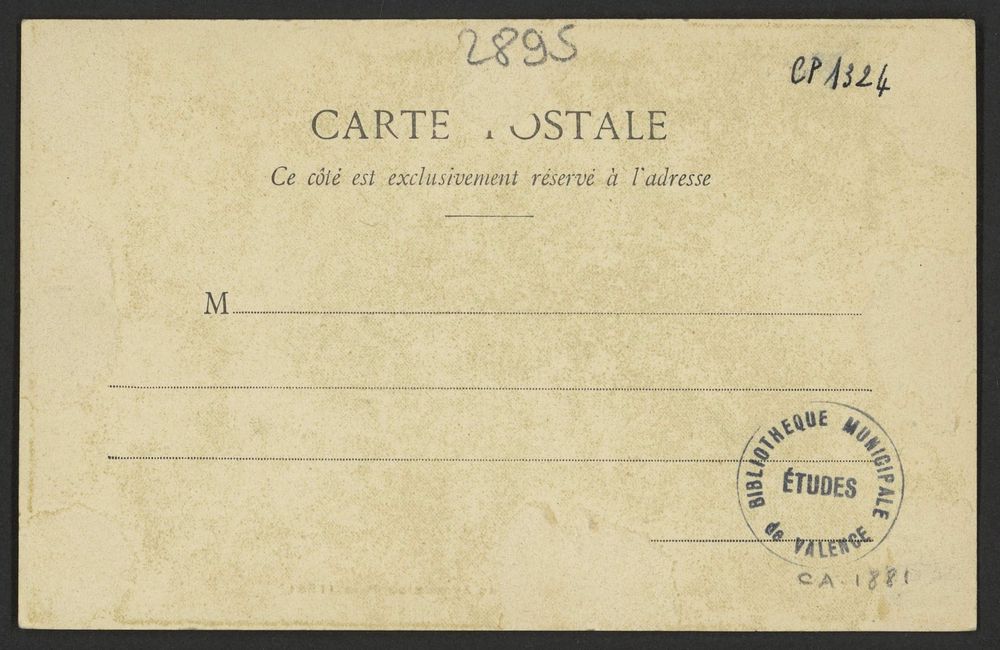 2895
CP 1324
CARTE POSTALE
Ce côté est exclusivement réservé à l'adresse
M
BIBLIOTHEQUE MUNICIPALE
ÉTUDES
de VALENCE
CA. 1881